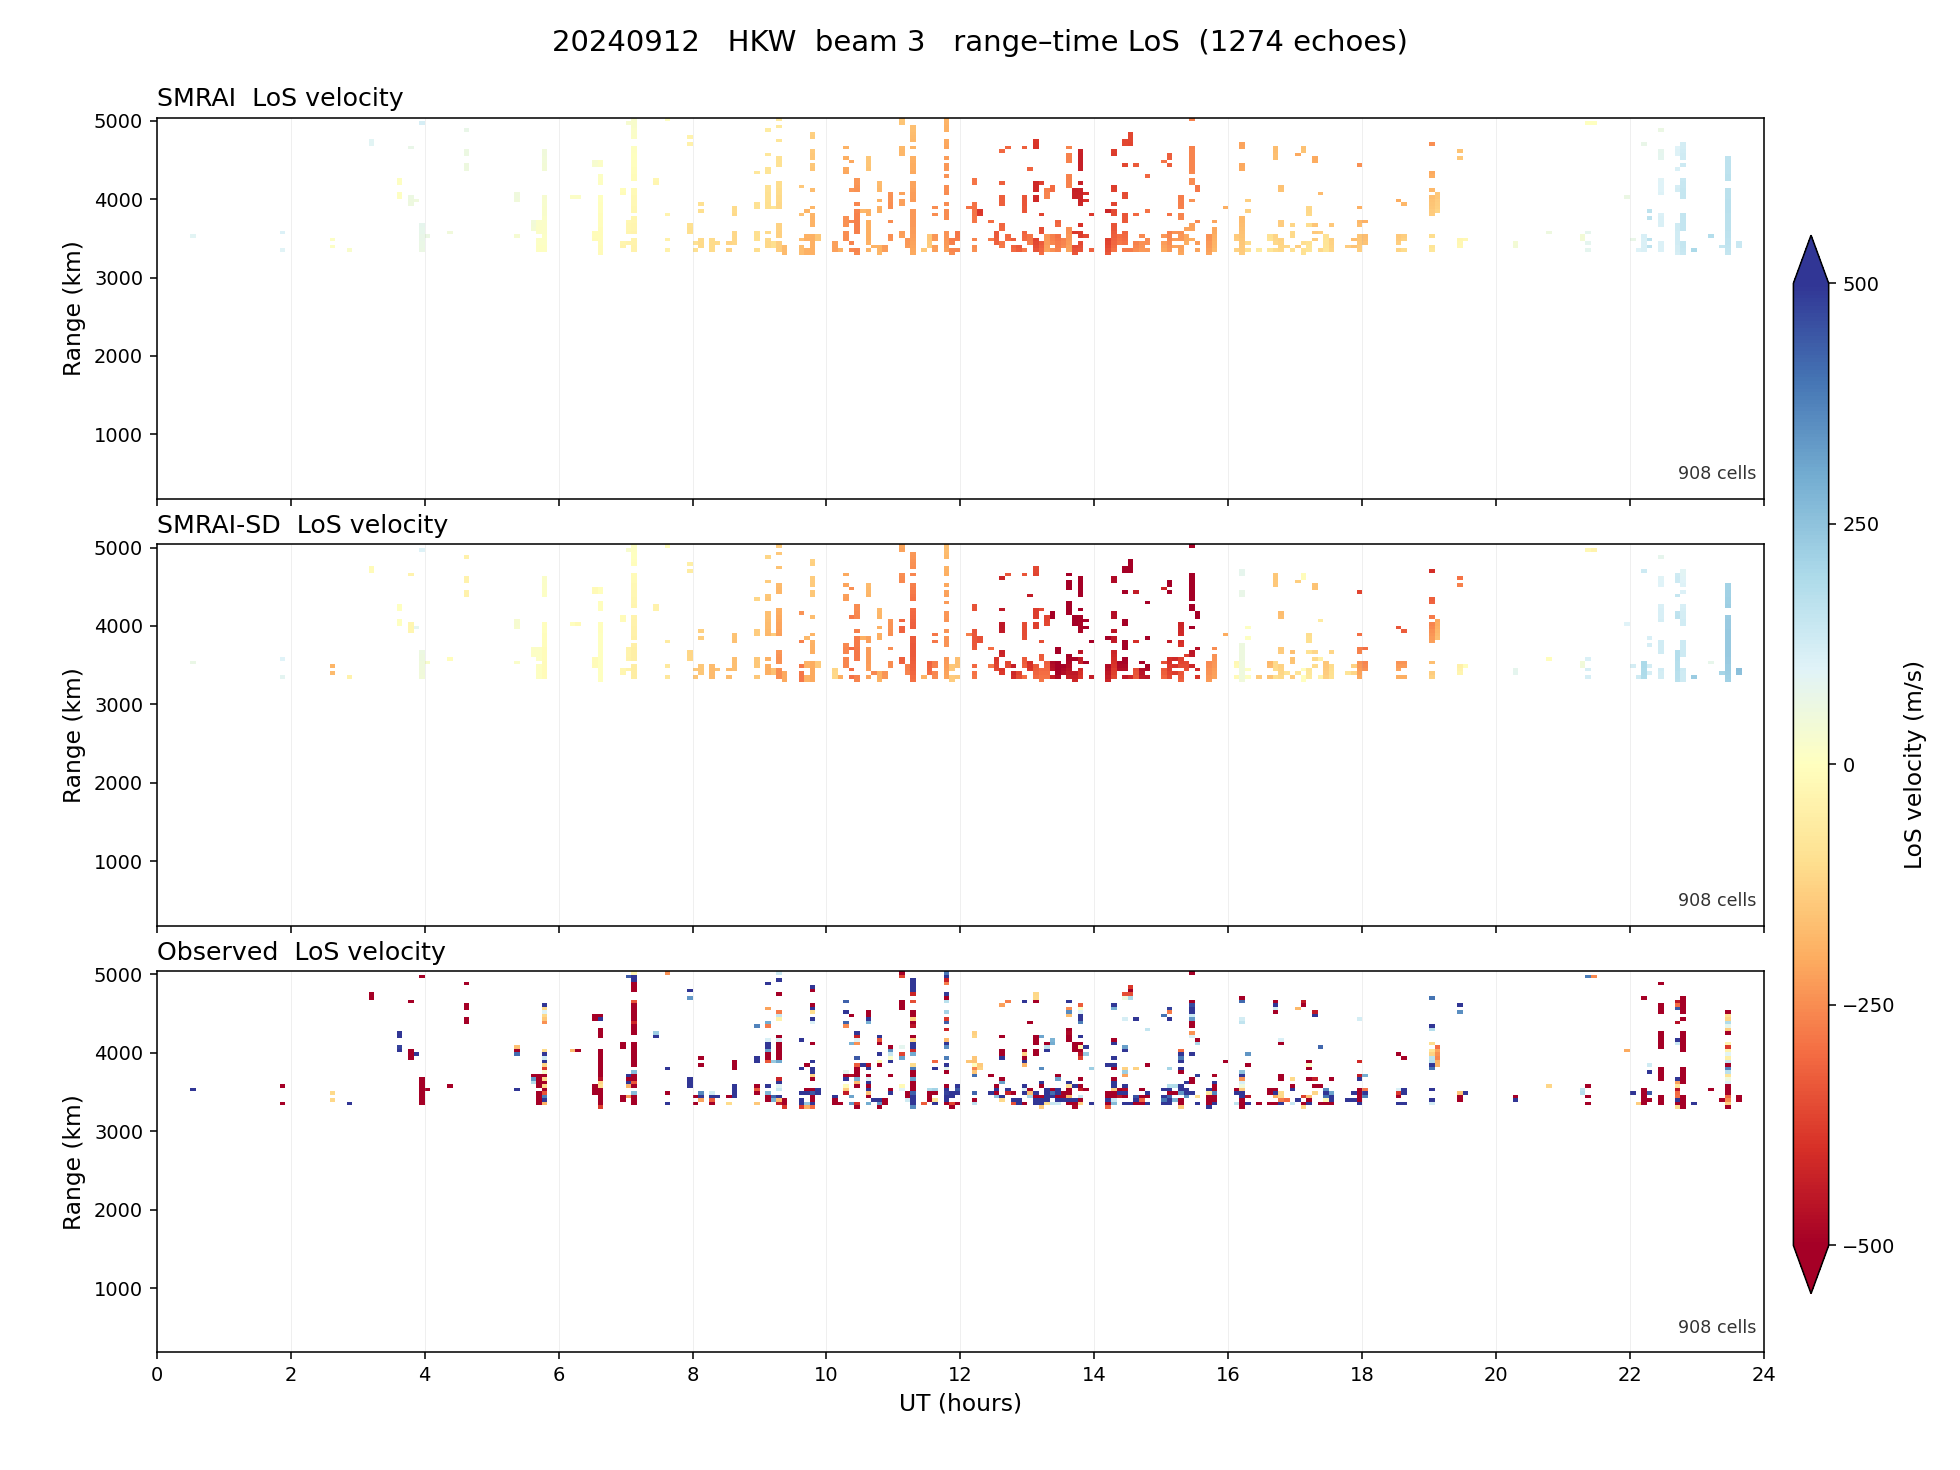 20240912   HKW  beam 3   range–time LoS  (1274 echoes)
SMRAI  LoS velocity
5000
4000
3000
2000
1000
Range (km)
908 cells
SMRAI-SD  LoS velocity
5000
4000
3000
2000
1000
Range (km)
908 cells
Observed  LoS velocity
5000
4000
3000
2000
1000
Range (km)
908 cells
0 2 4 6 8 10 12 14 16 18 20 22 24
UT (hours)
500
250
0
−250
−500
LoS velocity (m/s)